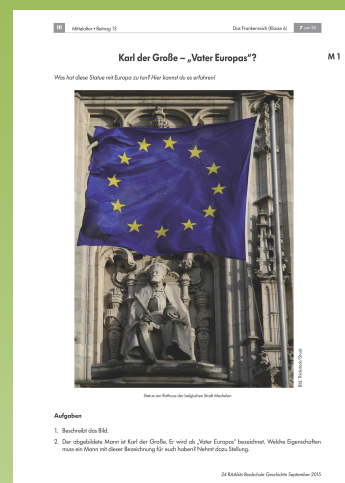 III
Mittelalter • Beitrag 13
Das Frankenreich (Klasse 6)
7 von 30
Karl der Große – „Vater Europas“?
M 1
Was hat diese Statue mit Europa zu tun? Hier kannst du es erfahren!
Bild: Thinkstock/iStock
Statue am Rathaus der belgischen Stadt Mechelen
Aufgaben
1. Beschreibt das Bild.
2. Der abgebildete Mann ist Karl der Große. Er wird als „Vater Europas“ bezeichnet. Welche Eigenschaften
muss ein Mann mit dieser Bezeichnung für euch haben? Nehmt dazu Stellung.
24 RAAbits Realschule Geschichte September 2015